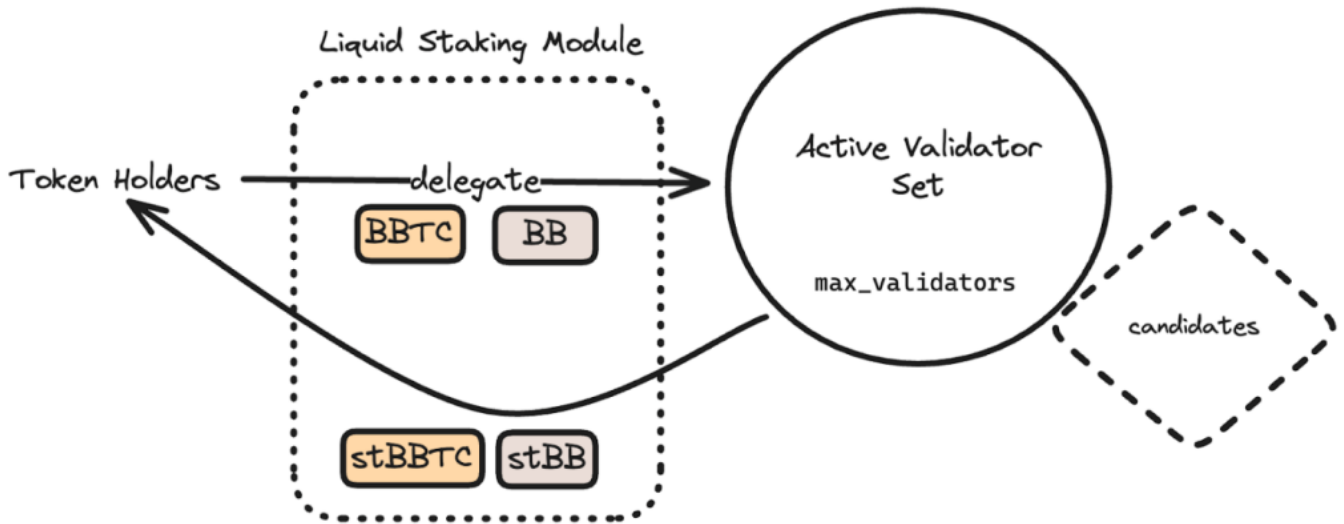 Liquid Staking Module
Token Holders
delegate
BBTC
BB
stBBTC
stBB
Active Validator
Set
max_validators
candidates